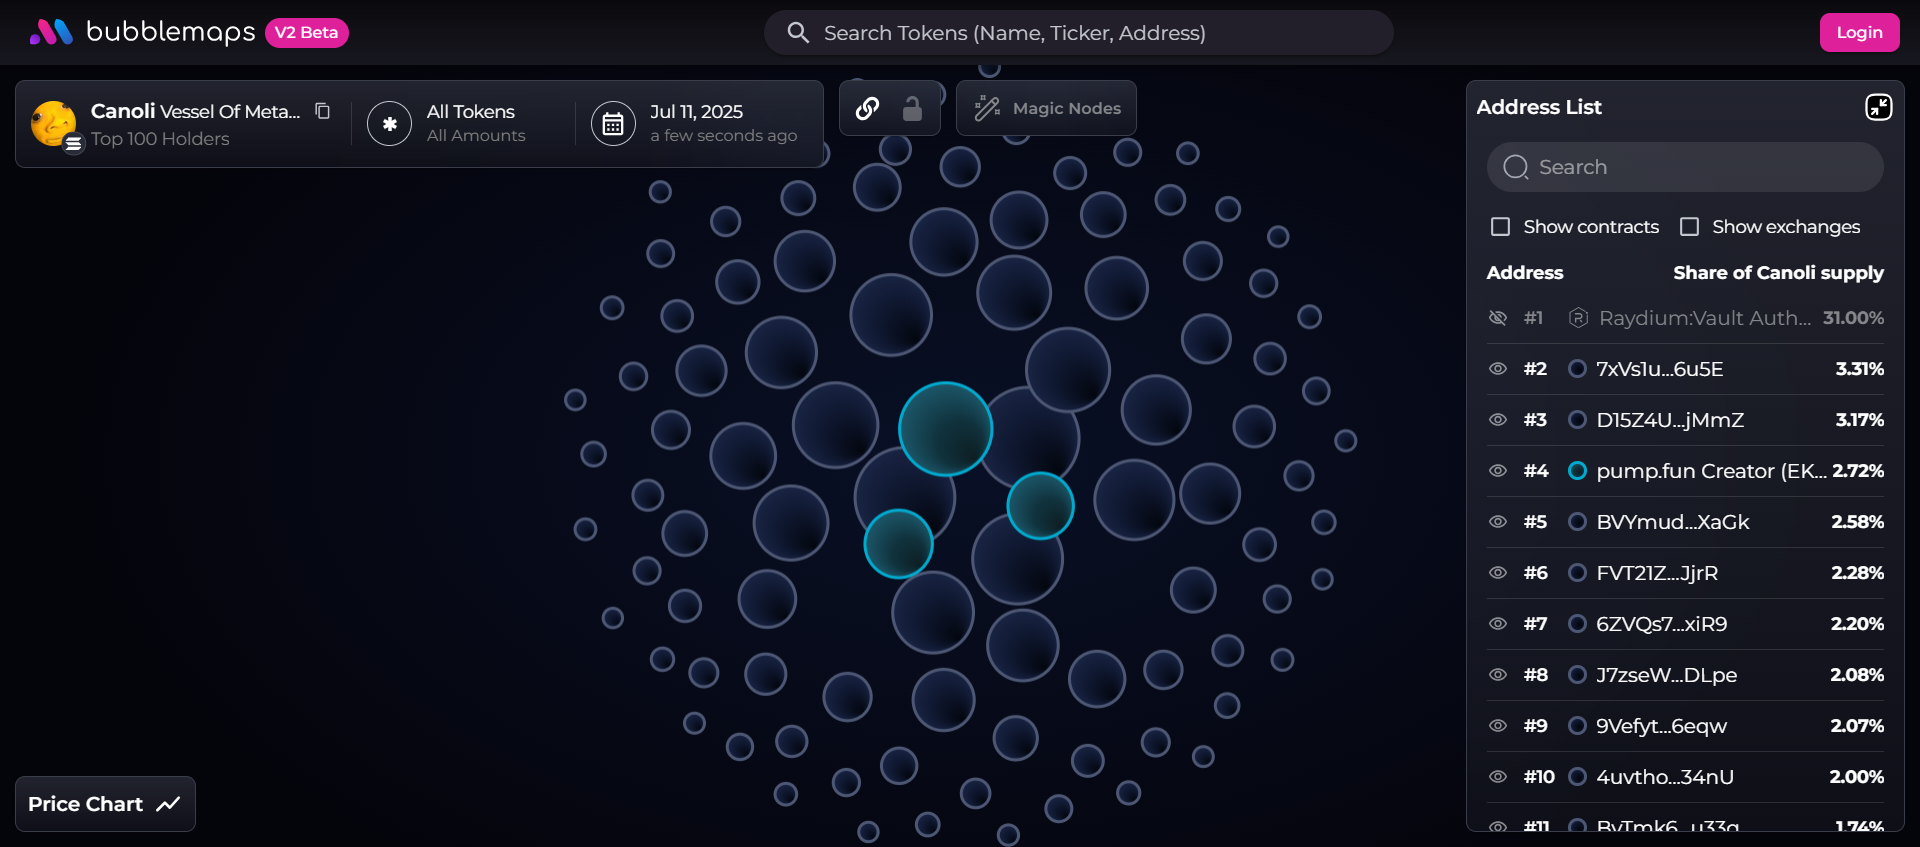 bubblemaps V2 Beta
Search Tokens (Name, Ticker, Address)
Login
Canoli Vessel Of Meta...
Top 100 Holders
All Tokens
All Amounts
Jul 11, 2025
a few seconds ago
Magic Nodes
Address List
Search
Show contracts
Show exchanges
Address Share of Canoli supply
#1 Raydium:Vault Auth... 31.00%
#2 7xVs1u...6u5E 3.31%
#3 D15Z4U...jMmZ 3.17%
#4 pump.fun Creator (EK... 2.72%
#5 BVYmud...XaGk 2.58%
#6 FVT21Z...JjrR 2.28%
#7 6ZVQs7...xiR9 2.20%
#8 J7zseW...DLpe 2.08%
#9 9Vefyt...6eqw 2.07%
#10 4uvtho...34nU 2.00%
#11 1.74%
Price Chart